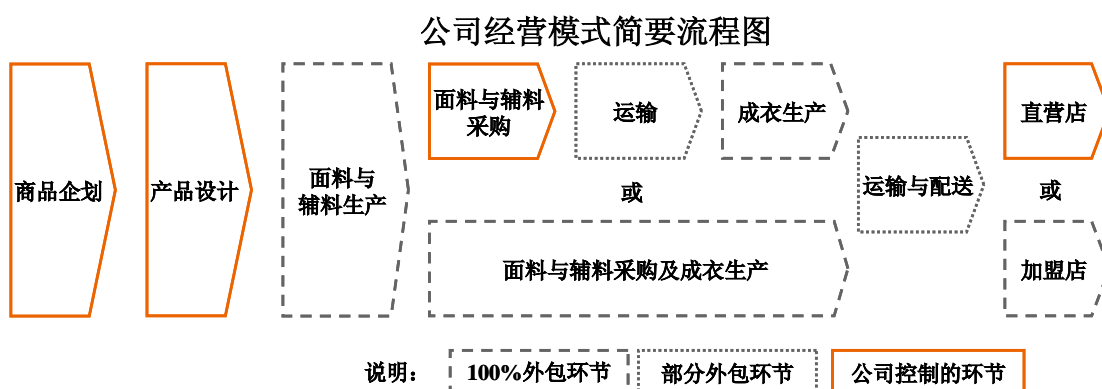 公司经营模式简要流程图
商品企划
产品设计
面料与
辅料生产
面料与辅料
采购
运输
成衣生产
或
面料与辅料采购及成衣生产
运输与配送
直营店
或
加盟店
说明：
100%外包环节
部分外包环节
公司控制的环节